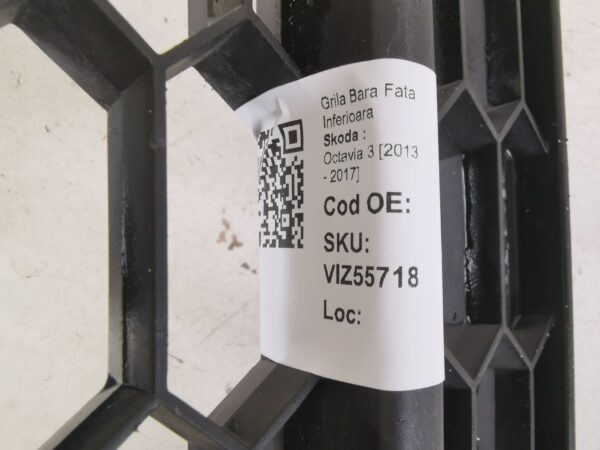 Grila Bara Fata
Inferioara
Skoda :
Octavia 3 [2013
- 2017]
Cod OE:
SKU:
VIZ55718
Loc: